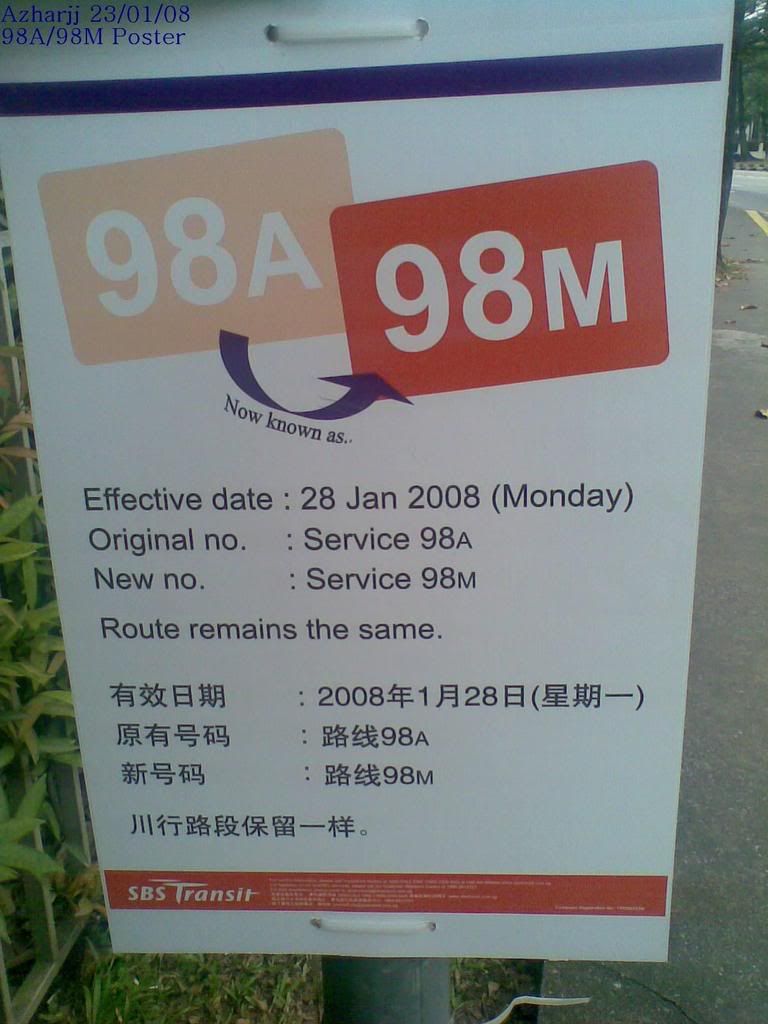 Azharjj 23/01/08
98A/98M Poster
98A
98M
Now known as..
Effective date : 28 Jan 2008 (Monday)
Original no. : Service 98A
New no. : Service 98M
Route remains the same.
有效日期 : 2008年1月28日(星期一)
原有号码 : 路线98A
新号码 : 路线98M
川行路段保留一样。
SBS Transit